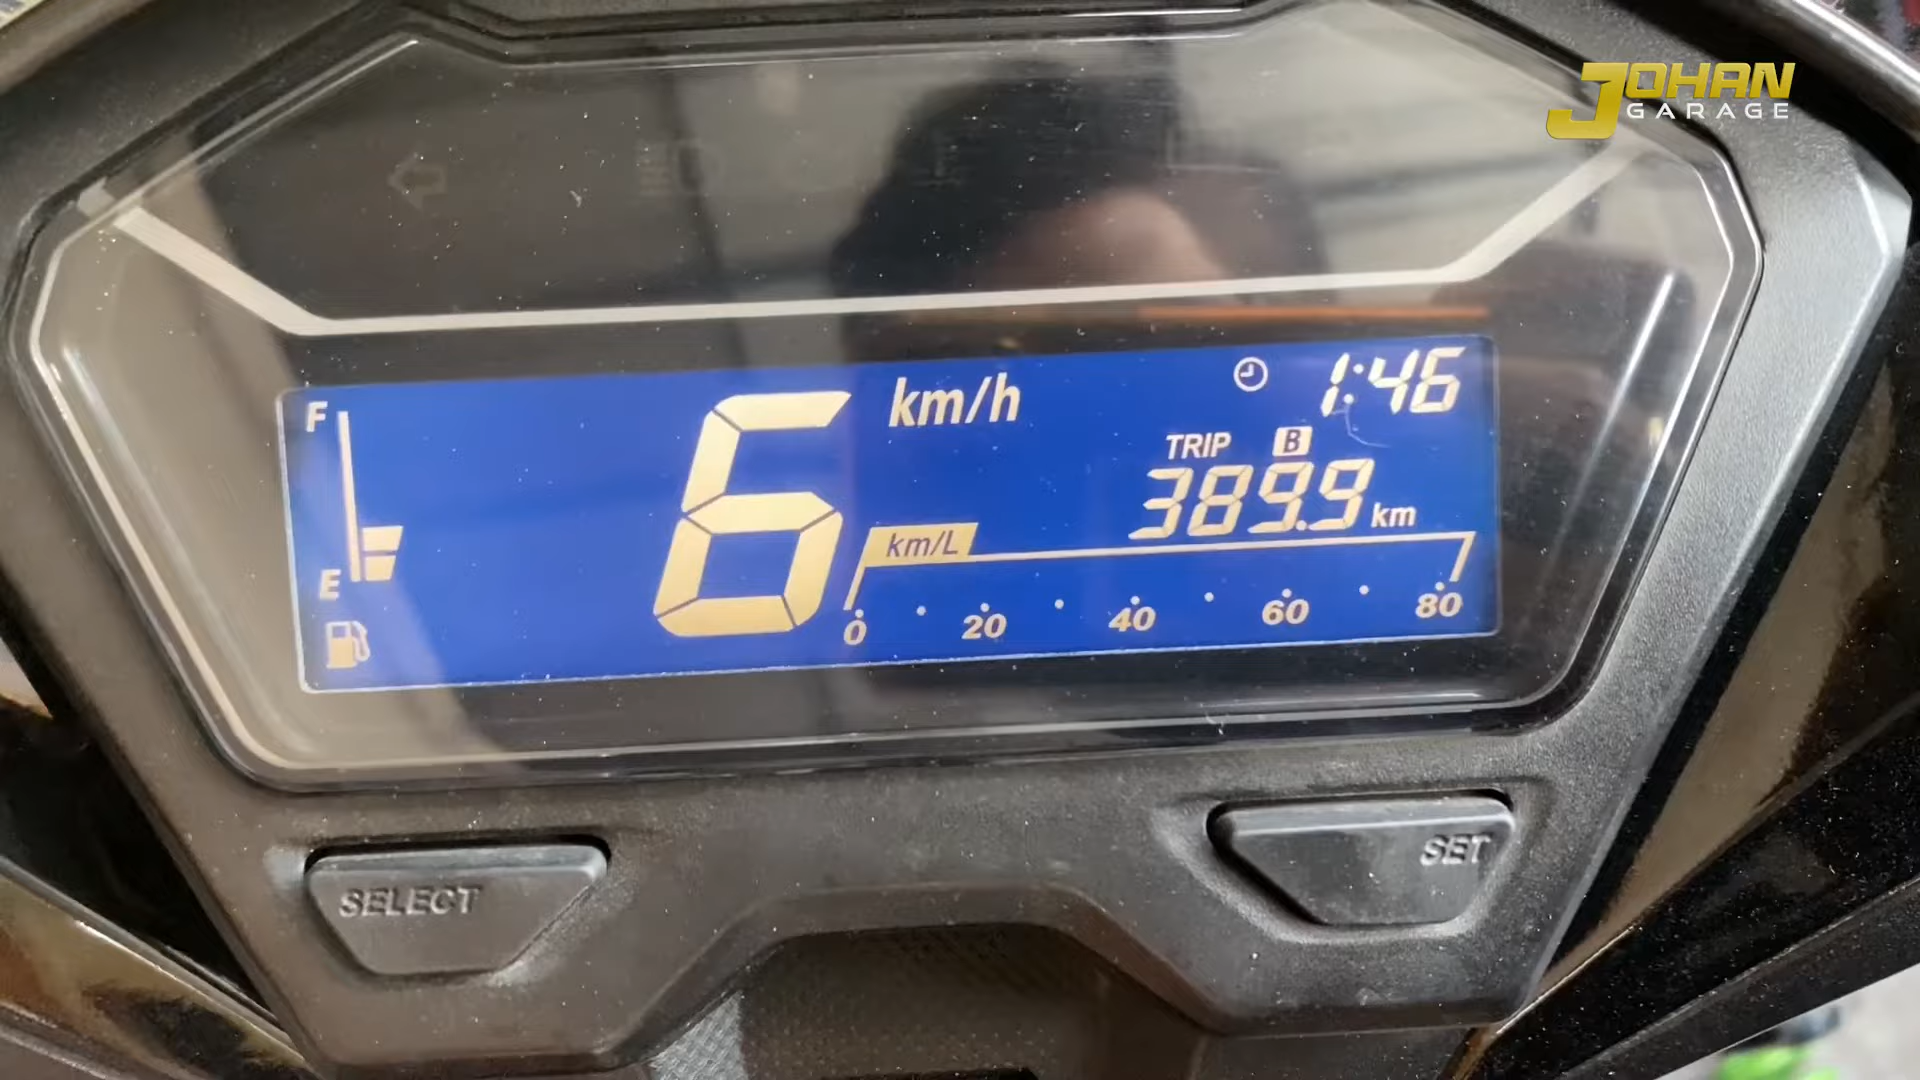 JOHAN
GARAGE
F
6 km/h
1:46
TRIP B
389.9 km
E
km/L
0 20 40 60 80
SELECT
SET